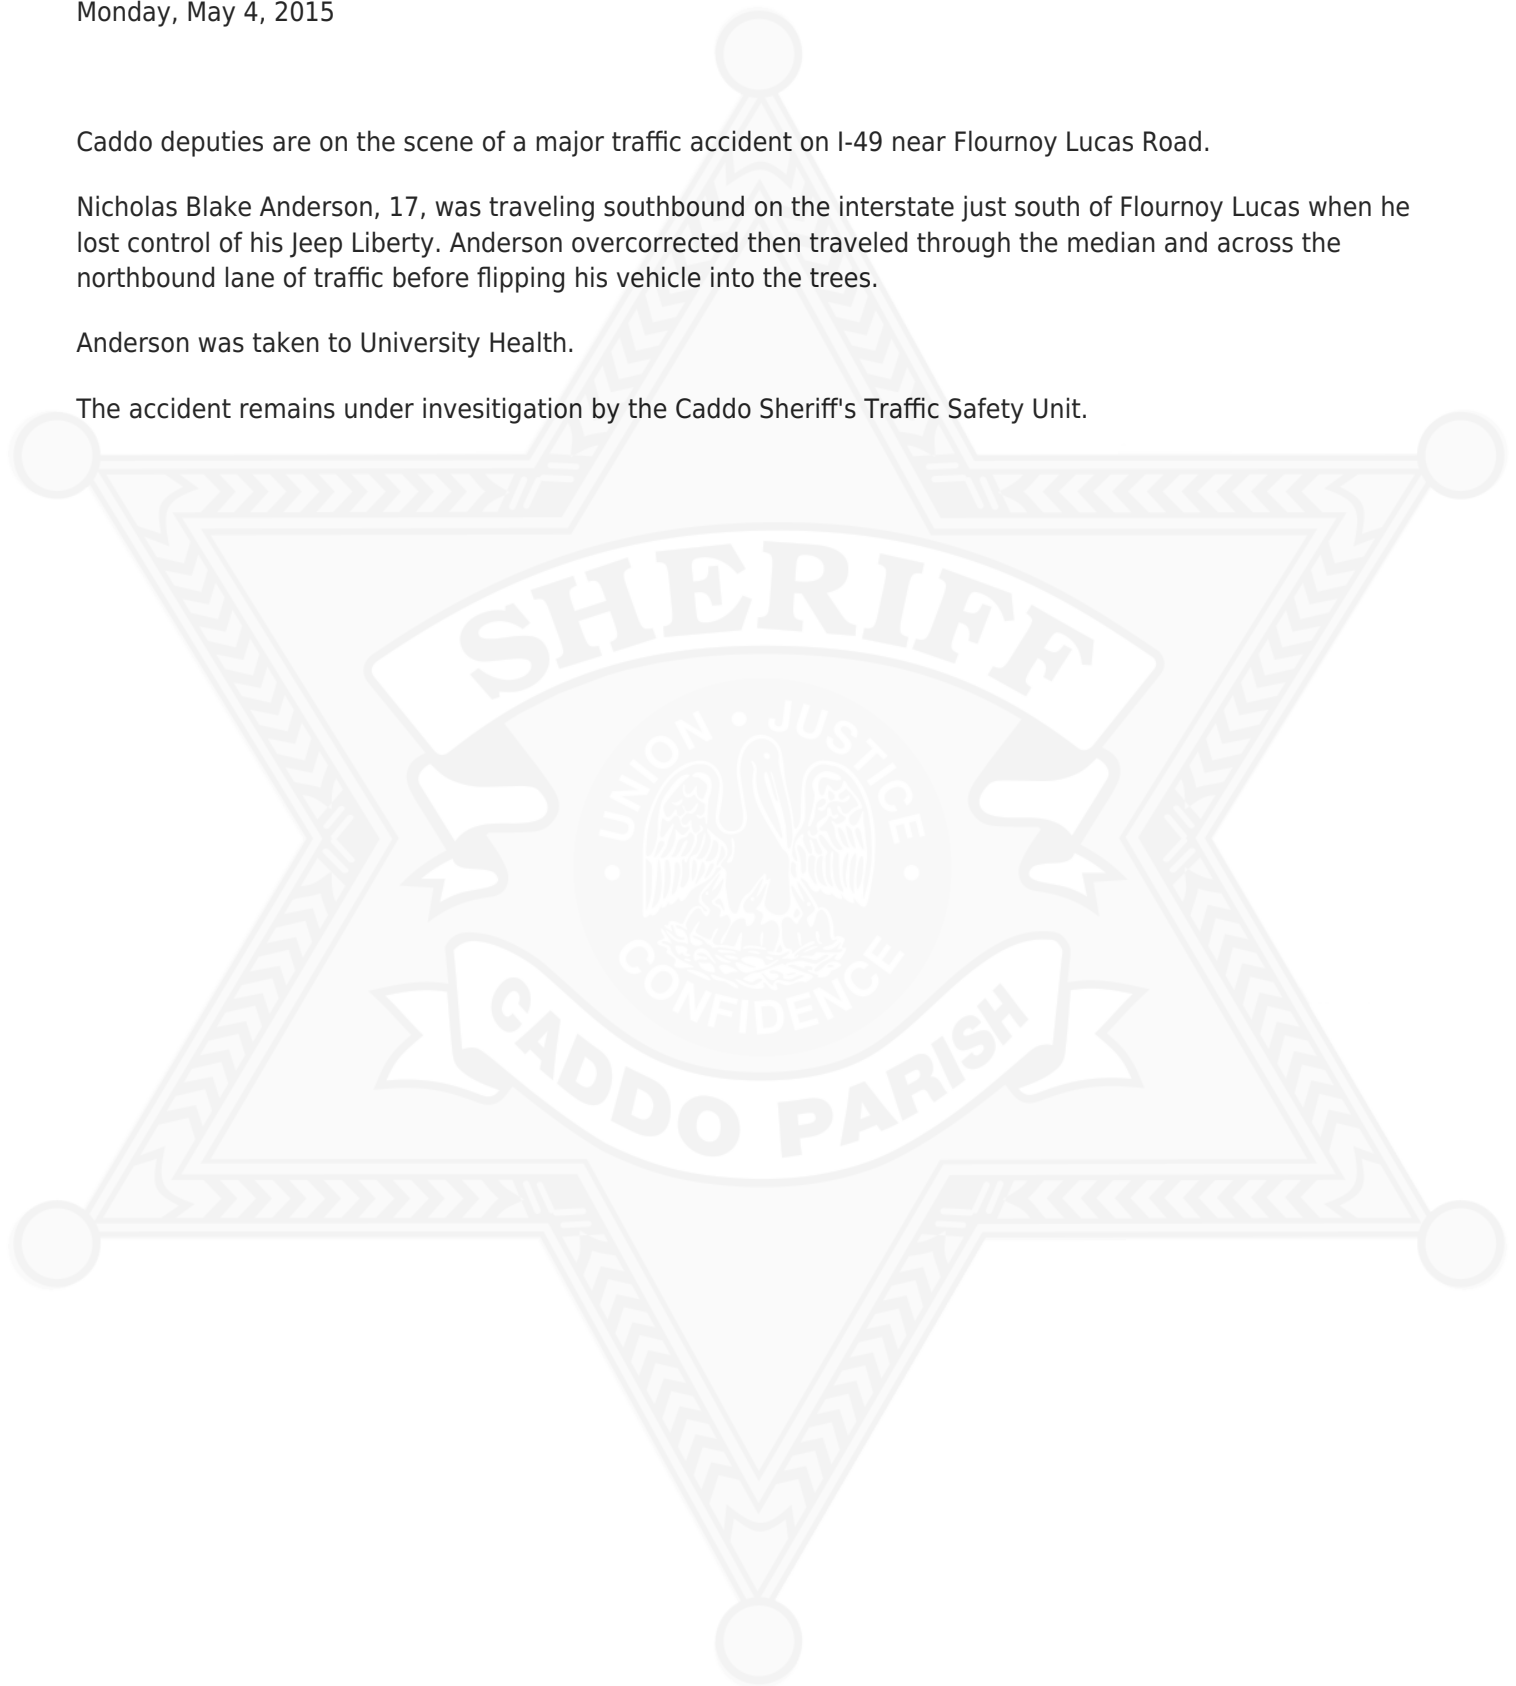 Monday, May 4, 2015
Caddo deputies are on the scene of a major traffic accident on I-49 near Flournoy Lucas Road.
Nicholas Blake Anderson, 17, was traveling southbound on the interstate just south of Flournoy Lucas when he
lost control of his Jeep Liberty. Anderson overcorrected then traveled through the median and across the
northbound lane of traffic before flipping his vehicle into the trees.
Anderson was taken to University Health.
The accident remains under invesitigation by the Caddo Sheriff's Traffic Safety Unit.
SHERIFF
UNION • JUSTICE •
• CONFIDENCE
CADDO PARISH